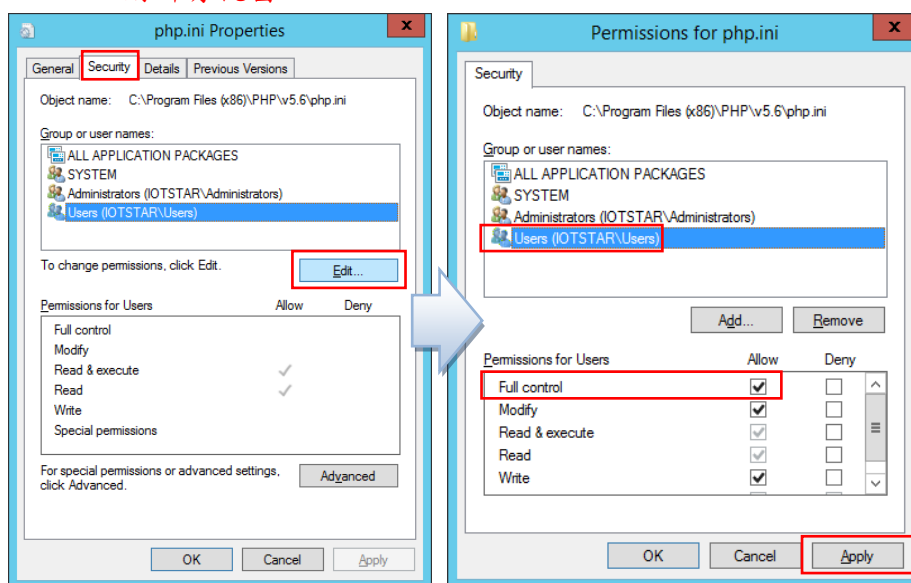 php.ini Properties
x
General Security Details Previous Versions
Object name: C:\Program Files (x86)\PHP\v5.6\php.ini
Group or user names:
ALL APPLICATION PACKAGES
SYSTEM
Administrators (IOTSTAR\Administrators)
Users (IOTSTAR\Users)
To change permissions, click Edit.
Edit...
Permissions for Users Allow Deny
Full control
Modify
Read & execute
Read
Write
Special permissions
For special permissions or advanced settings,
click Advanced.
Advanced
OK Cancel Apply
Permissions for php.ini
x
Security
Object name: C:\Program Files (x86)\PHP\v5.6\php.ini
Group or user names:
ALL APPLICATION PACKAGES
SYSTEM
Administrators (IOTSTAR\Administrators)
Users (IOTSTAR\Users)
Add... Remove
Permissions for Users Allow Deny
Full control
Modify
Read & execute
Read
Write
OK Cancel Apply